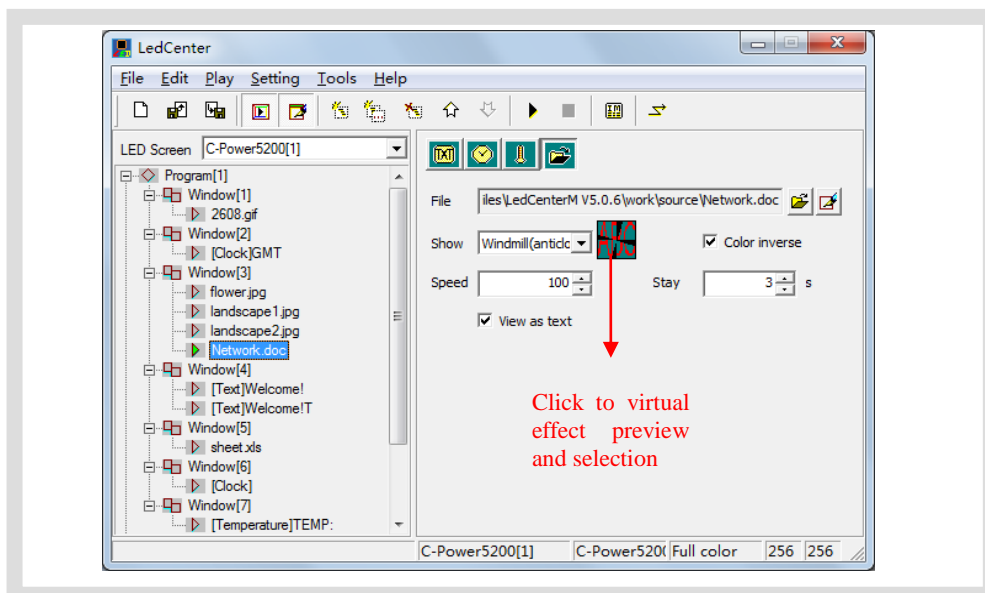 LedCenter
File Edit Play Setting Tools Help
LED Screen C-Power5200[1]
Program[1]
Window[1]
2608.gif
Window[2]
[Clock]GMT
Window[3]
flower.jpg
landscape1.jpg
landscape2.jpg
Network.doc
Window[4]
[Text]Welcome!
[Text]Welcome!T
Window[5]
sheet.xls
Window[6]
[Clock]
Window[7]
[Temperature]TEMP:
TXT
File iles\LedCenterM V5.0.6\work\source\Network.doc
Show Windmill(anticlc Color inverse
Speed 100 Stay 3 s
View as text
Click to virtual
effect preview
and selection
C-Power5200[1] C-Power520( Full color 256 256